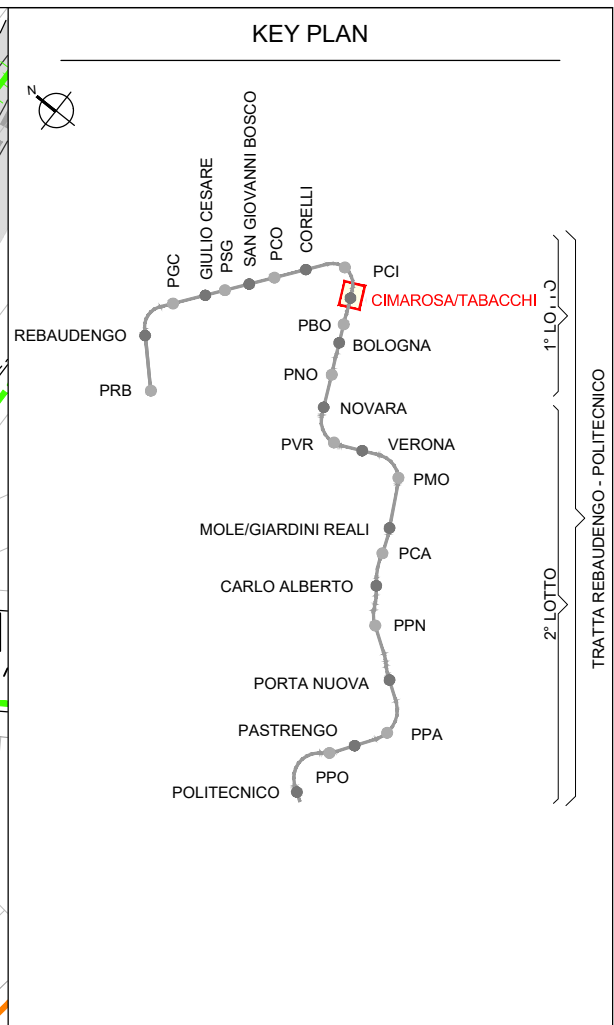 KEY PLAN
N
PGC
GIULIO CESARE
PSG
SAN GIOVANNI BOSCO
PCO
CORELLI
PCI
CIMAROSA/TABACCHI
REBAUDENGO
PBO
BOLOGNA
PRB
PNO
NOVARA
PVR
VERONA
PMO
MOLE/GIARDINI REALI
PCA
CARLO ALBERTO
PPN
PORTA NUOVA
PASTRENGO
PPA
PPO
POLITECNICO
1° LOTTO
2° LOTTO
TRATTA REBAUDENGO - POLITECNICO